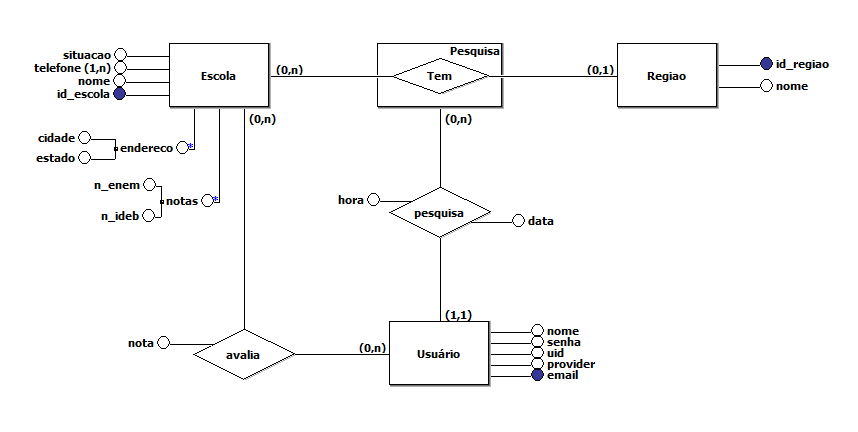 situacao
telefone (1,n)
nome
id_escola
Escola
(0,n)
Pesquisa
Tem
(0,1)
Regiao
id_regiao
nome
(0,n)
(0,n)
cidade
estado
endereco
*
n_enem
n_ideb
notas
*
hora
pesquisa
data
(1,1)
nota
avalia
(0,n)
Usuário
nome
senha
uid
provider
email